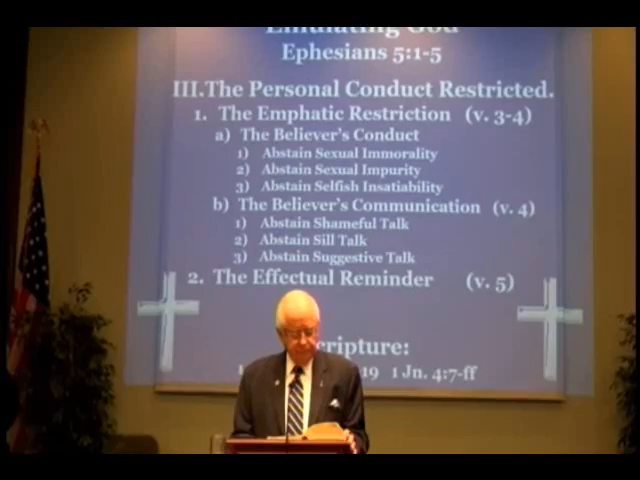 Emulating God
Ephesians 5:1-5
III.The Personal Conduct Restricted.
1. The Emphatic Restriction (v. 3-4)
a) The Believer's Conduct
1) Abstain Sexual Immorality
2) Abstain Sexual Impurity
3) Abstain Selfish Insatiability
b) The Believer's Communication (v. 4)
1) Abstain Shameful Talk
2) Abstain Sill Talk
3) Abstain Suggestive Talk
2. The Effectual Reminder (v. 5)
cripture:
19 1 Jn. 4:7-ff